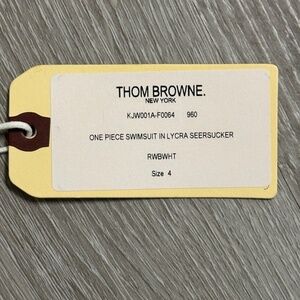 THOM BROWNE.
NEW YORK
KJW001A-F0064 960
ONE PIECE SWIMSUIT IN LYCRA SEERSUCKER
RWBWHT
Size 4